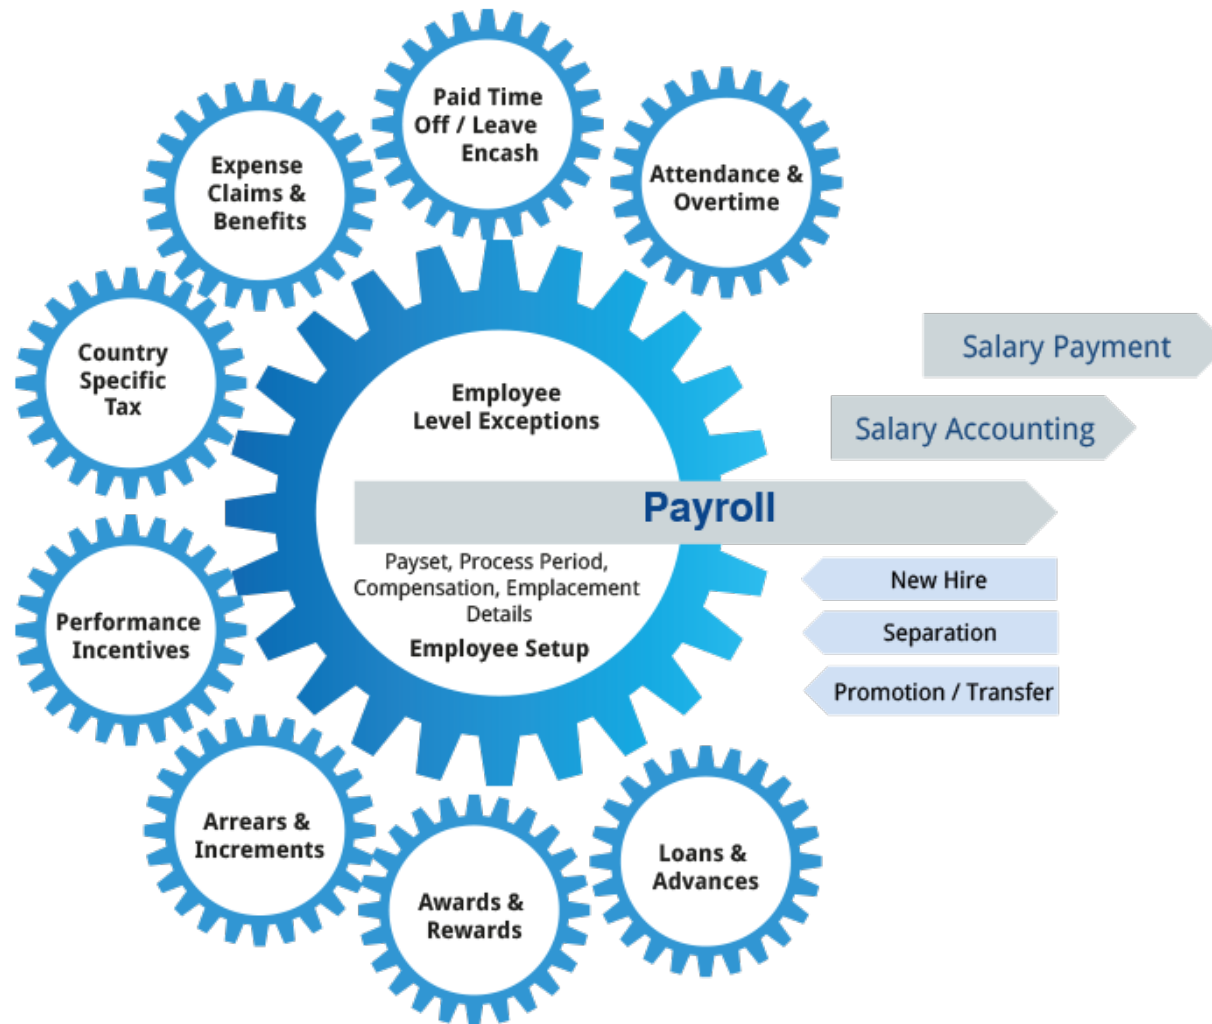 Paid Time
Off / Leave
Encash
Attendance &
Overtime
Expense
Claims &
Benefits
Country
Specific
Tax
Performance
Incentives
Arrears &
Increments
Awards &
Rewards
Loans &
Advances
Employee
Level Exceptions
Payroll
Payset, Process Period,
Compensation, Emplacement
Details
Employee Setup
Salary Payment
Salary Accounting
New Hire
Separation
Promotion / Transfer